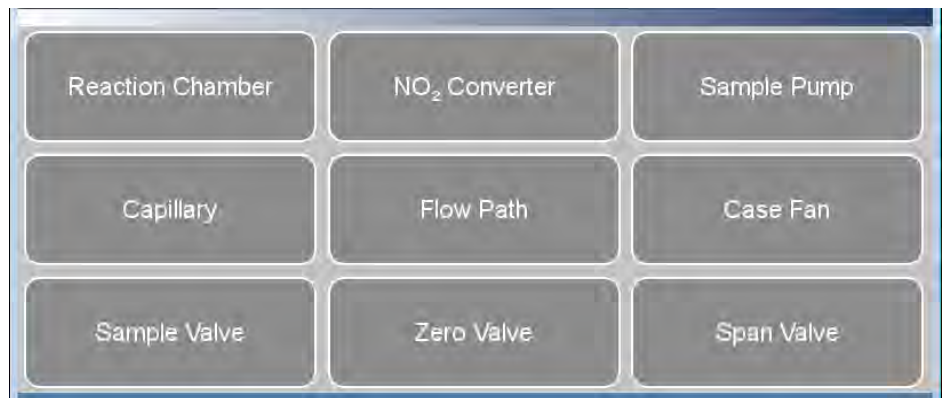 Reaction Chamber
NO₂ Converter
Sample Pump
Capillary
Flow Path
Case Fan
Sample Valve
Zero Valve
Span Valve